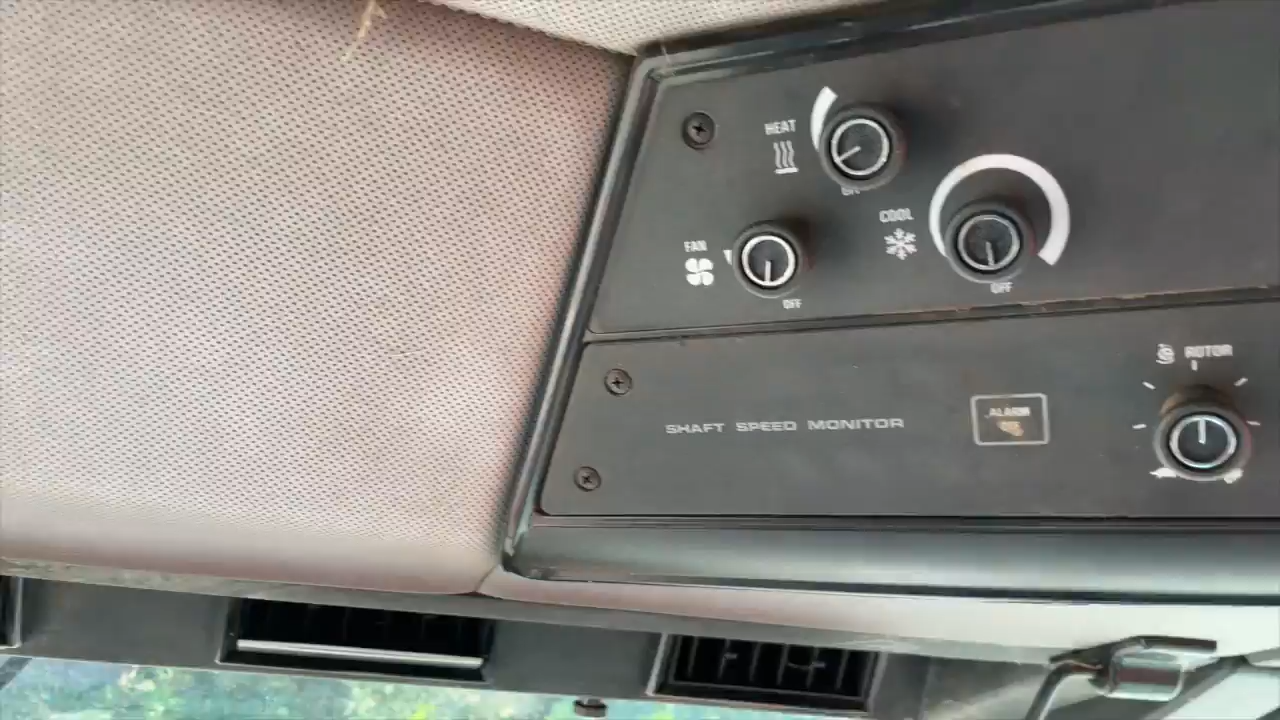 HEAT
COOL
FAN
OFF
OFF
ROTOR
SHAFT SPEED MONITOR
ALARM